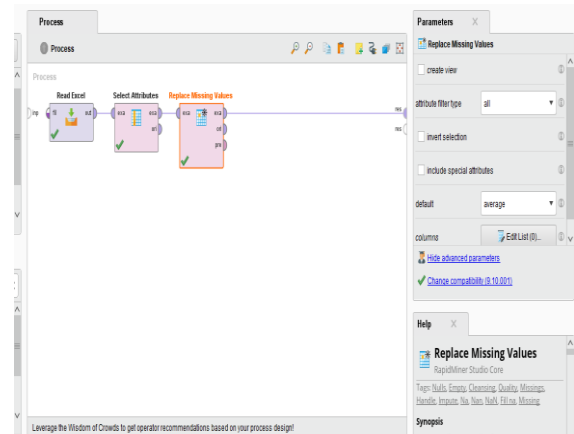 Process
Process
Process
Read Excel
Select Attributes
Replace Missing Values
inp
fil
out
exa
exa
ori
exa
exa
ori
pre
res
res
Leverage the Wisdom of Crowds to get operator recommendations based on your process design!
Parameters X
Replace Missing Values
create view
attribute filter type
all
invert selection
include special attributes
default
average
columns
Edit List (0)...
Hide advanced parameters
Change compatibility (9.10.001)
Help X
Replace Missing Values
RapidMiner Studio Core
Tags: Nulls, Empty, Cleansing, Quality, Missings,
Handle, Impute, Na, Nan, NaN, Fill na, Missing
Synopsis